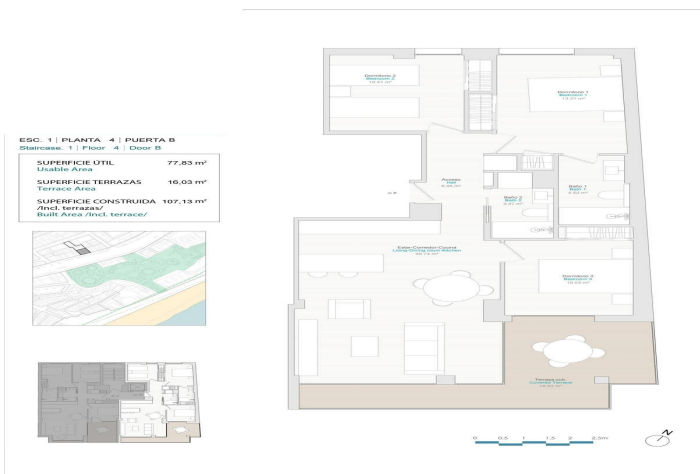 ESC. 1 | PLANTA 4 | PUERTA B
Staircase. 1 | Floor 4 | Door B
SUPERFICIE ÚTIL 77,83 m²
Usable Area
SUPERFICIE TERRAZAS 16,03 m²
Terrace Area
SUPERFICIE CONSTRUIDA 107,13 m²
/incl. terrazas/
Built Area /incl. terrace/
Dormitorio 2
Bedroom 2
Dormitorio 1
Bedroom 1
Acceso
Hall
Baño 1
Bath 1
Baño 2
Bath 2
Estar-Comedor-Cocina
Living-Dining room-Kitchen
Dormitorio 3
Bedroom 3
Terraza cub.
Covered Terrace
0 0,5 1 1,5 2 2,5m
N